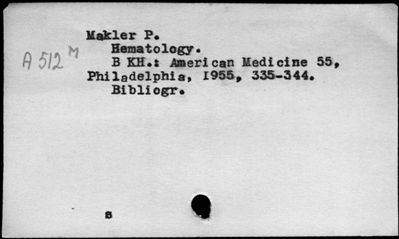 Makler P.
Hematology.
A 512 M
B KH.: American Medicine 55,
Philadelphia, 1955, 335-344.
Bibliogr.
s